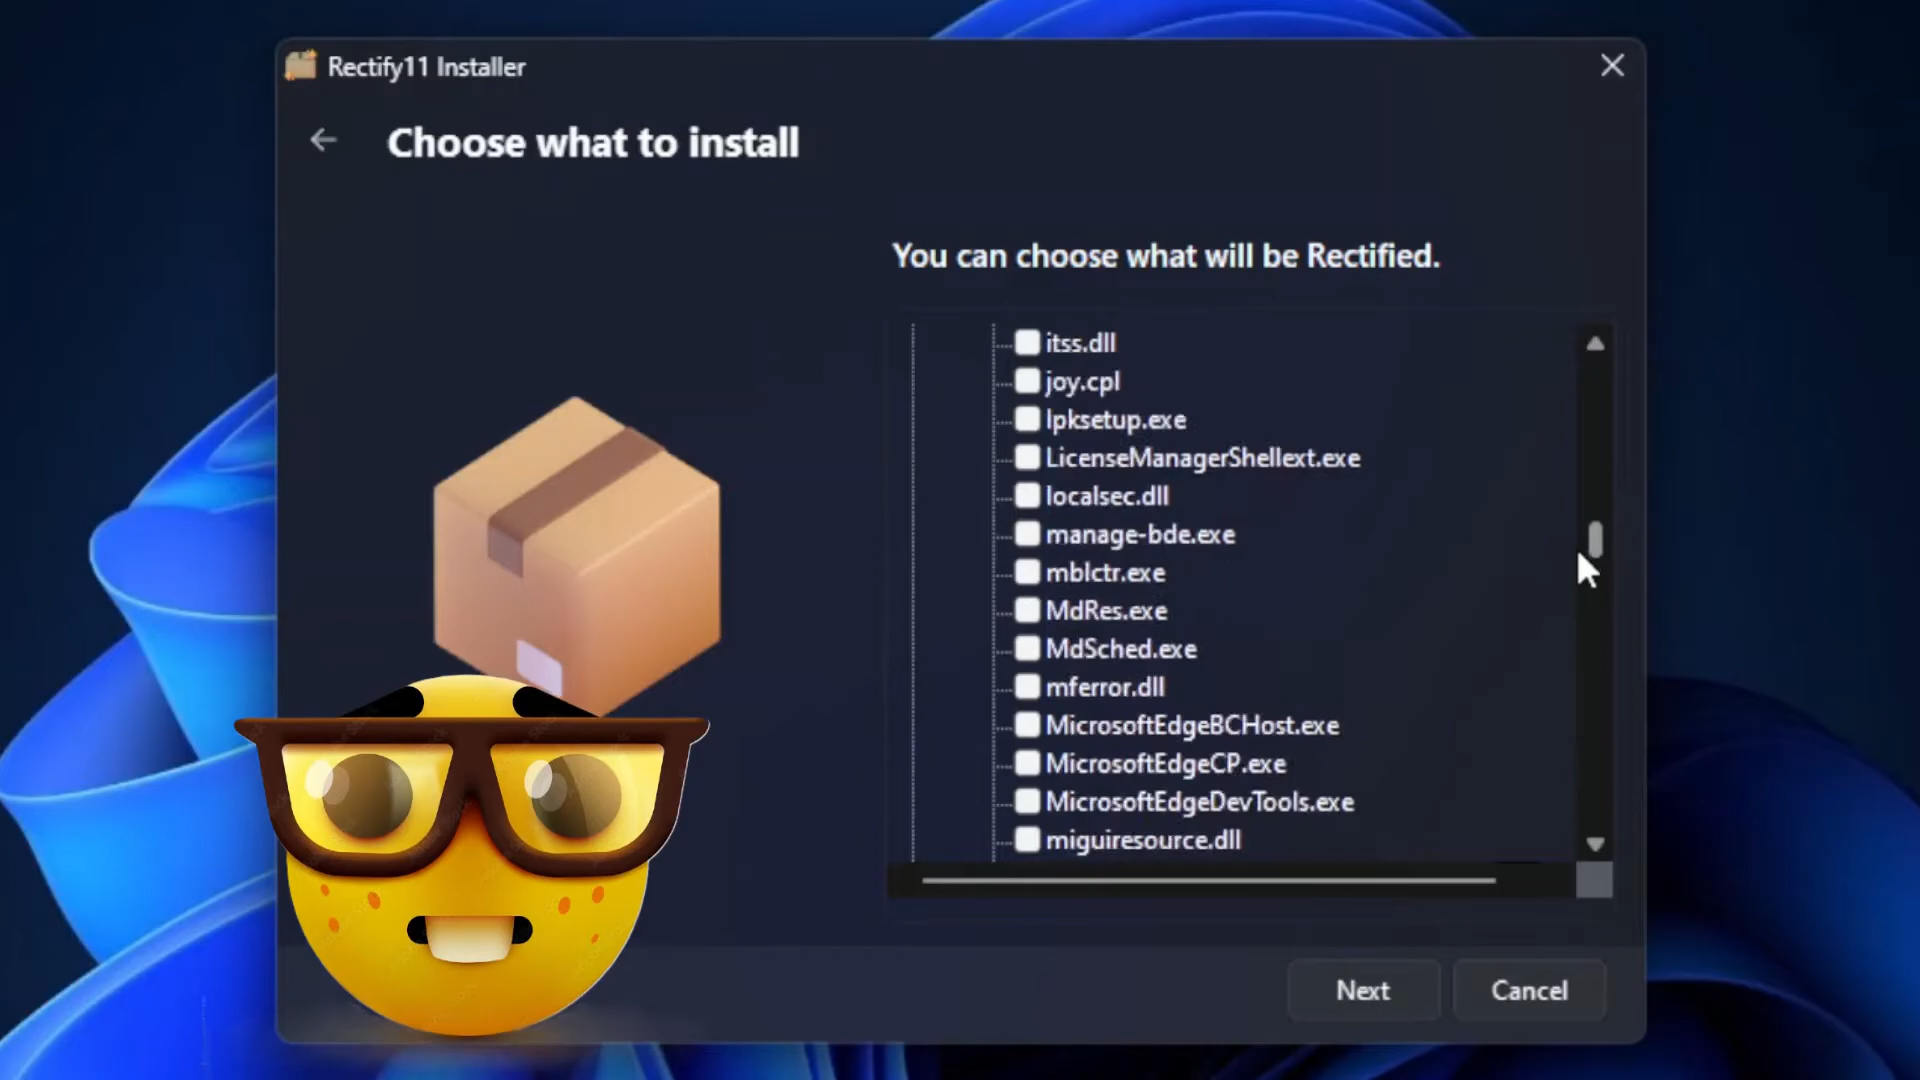 Rectify11 Installer
Choose what to install
You can choose what will be Rectified.
itss.dll
joy.cpl
lpksetup.exe
LicenseManagerShellext.exe
localsec.dll
manage-bde.exe
mblctr.exe
MdRes.exe
MdSched.exe
mferror.dll
MicrosoftEdgeBCHost.exe
MicrosoftEdgeCP.exe
MicrosoftEdgeDevTools.exe
miguiresource.dll
Next
Cancel